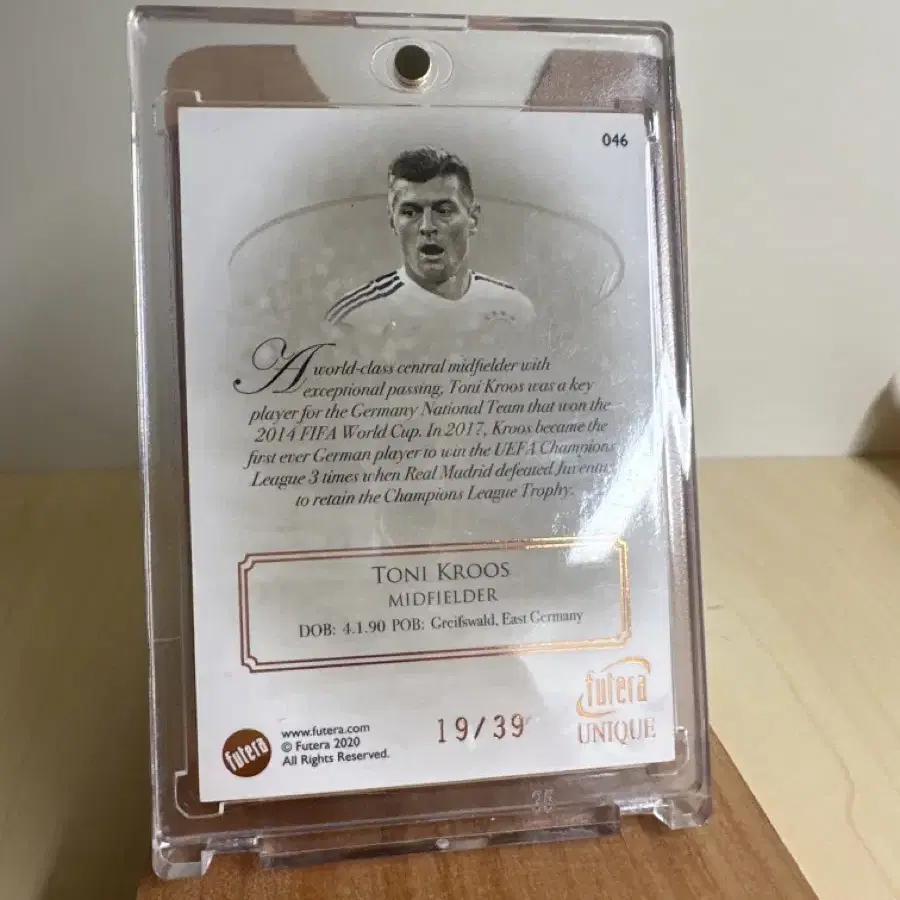 046
A world-class central midfielder with
exceptional passing, Toni Kroos was a key
player for the Germany National Team that won the
2014 FIFA World Cup. In 2017, Kroos became the
first ever German player to win the UEFA Champions
League 3 times when Real Madrid defeated
to retain the Champions League Trophy.
TONI KROOS
MIDFIELDER
DOB: 4.1.90 POB: Greifswald, East Germany
futera
UNIQUE
futera
www.futera.com
© Futera 2020
All Rights Reserved.
19/39
35